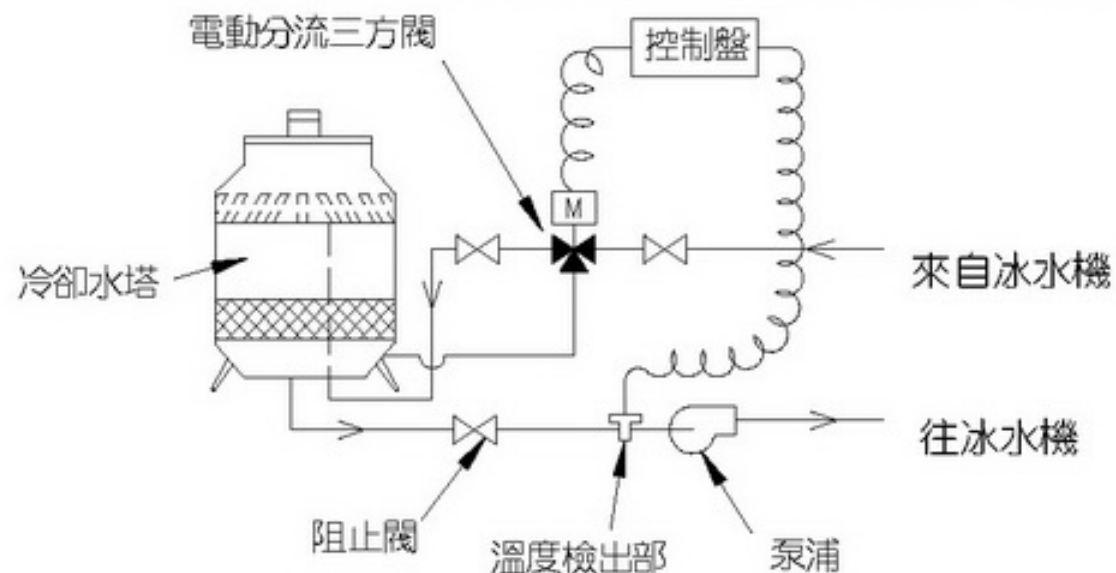 電動分流三方閥
控制盤
M
冷卻水塔
來自冰水機
往冰水機
阻止閥
溫度檢出部
泵浦